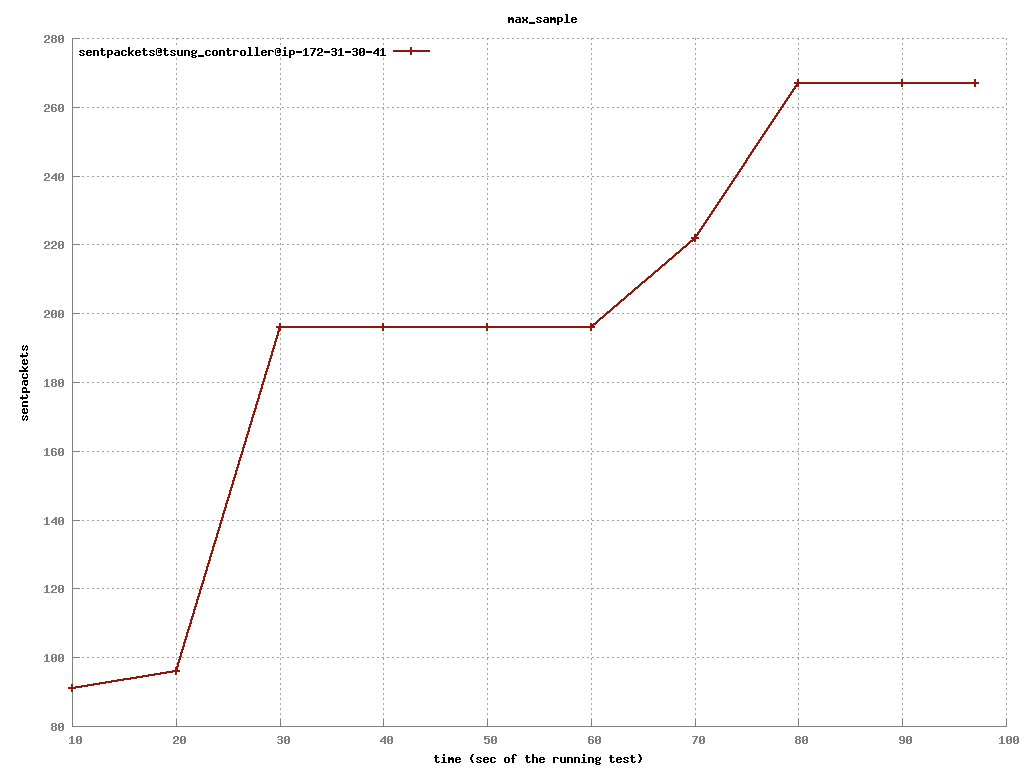 max_sample
280
sentpackets@tsung_controller@ip-172-31-30-41
260
240
220
200
180
160
140
120
100
80
sentpackets
10 20 30 40 50 60 70 80 90 100
time (sec of the running test)